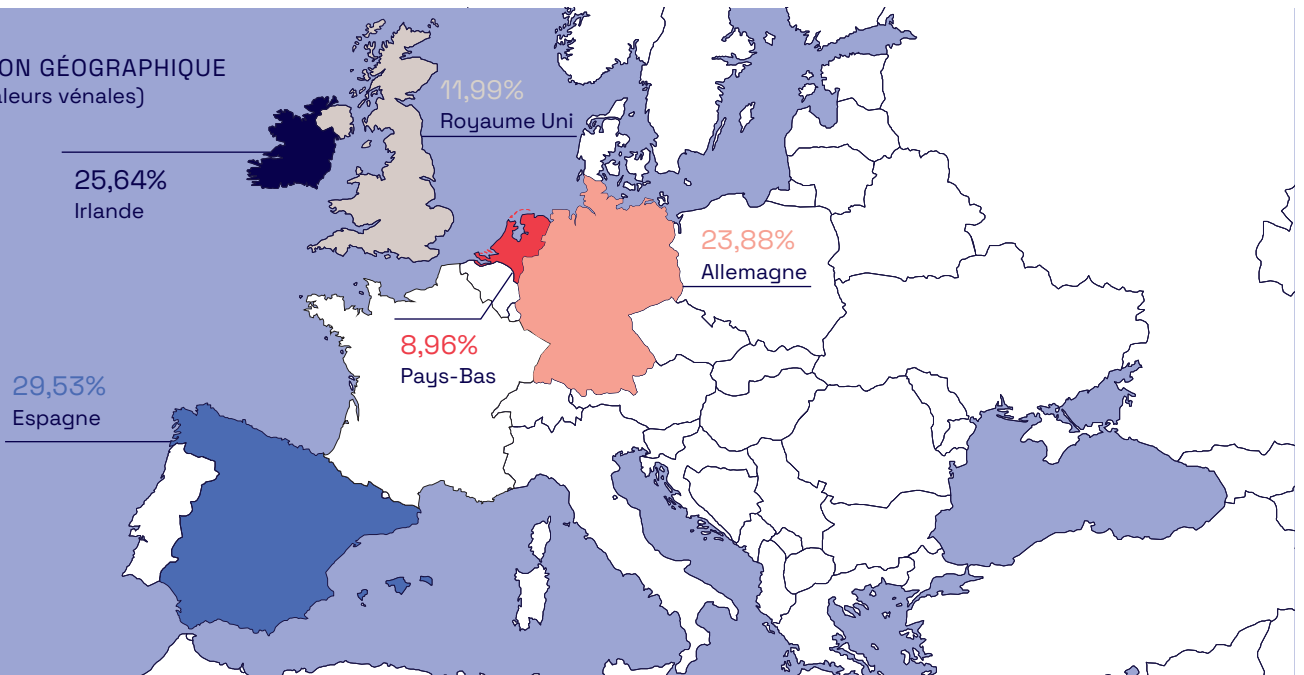 ON GÉOGRAPHIQUE
aleurs vénales)
11,99%
Royaume Uni
25,64%
Irlande
23,88%
Allemagne
8,96%
Pays-Bas
29,53%
Espagne